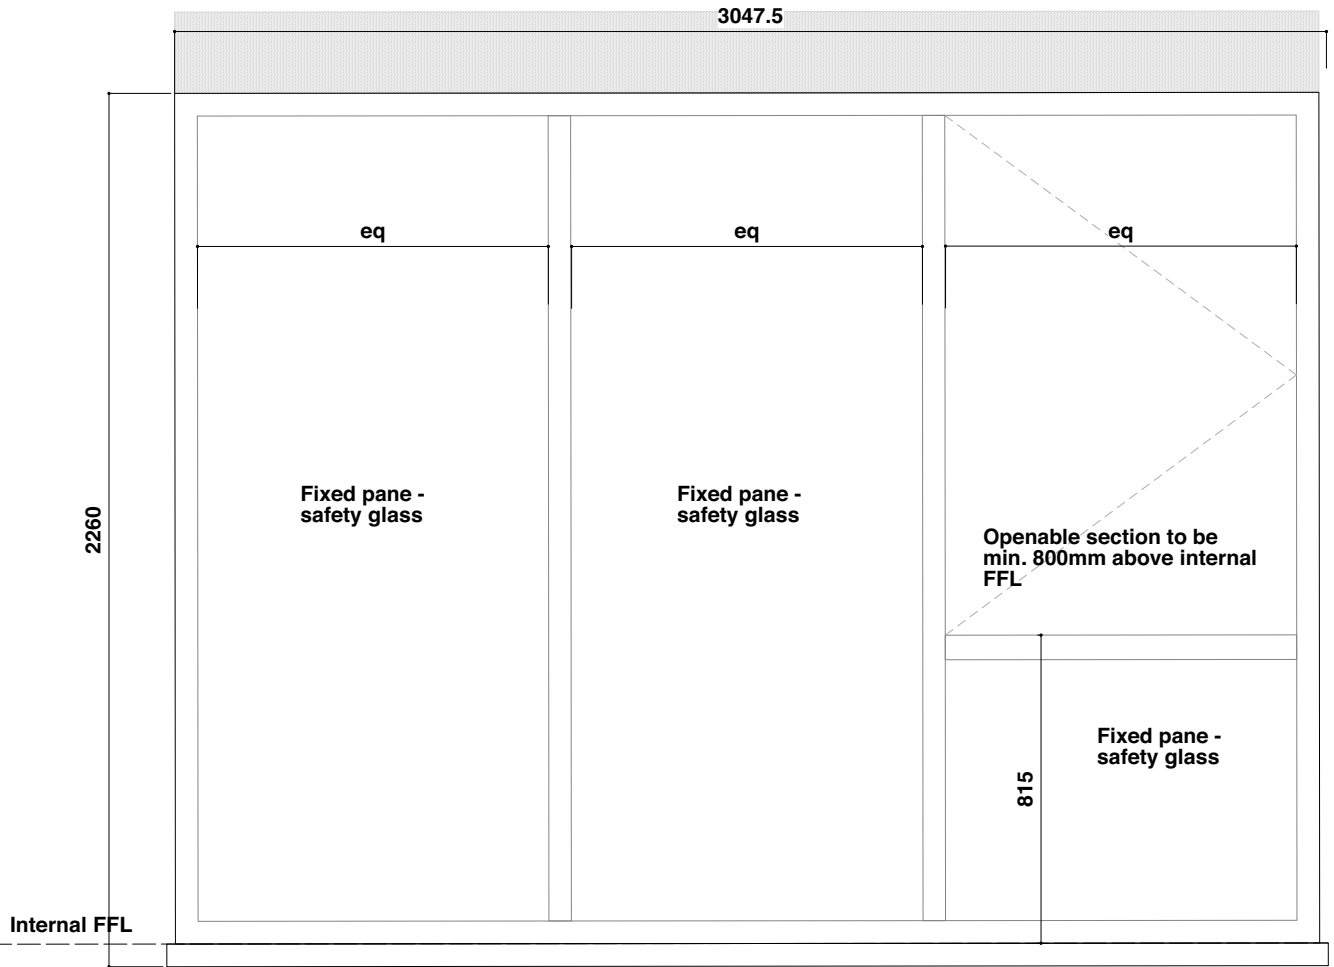 3047.5
eq
eq
eq
Fixed pane -
safety glass
Fixed pane -
safety glass
2260
Openable section to be
min. 800mm above internal
FFL
Fixed pane -
safety glass
815
Internal FFL